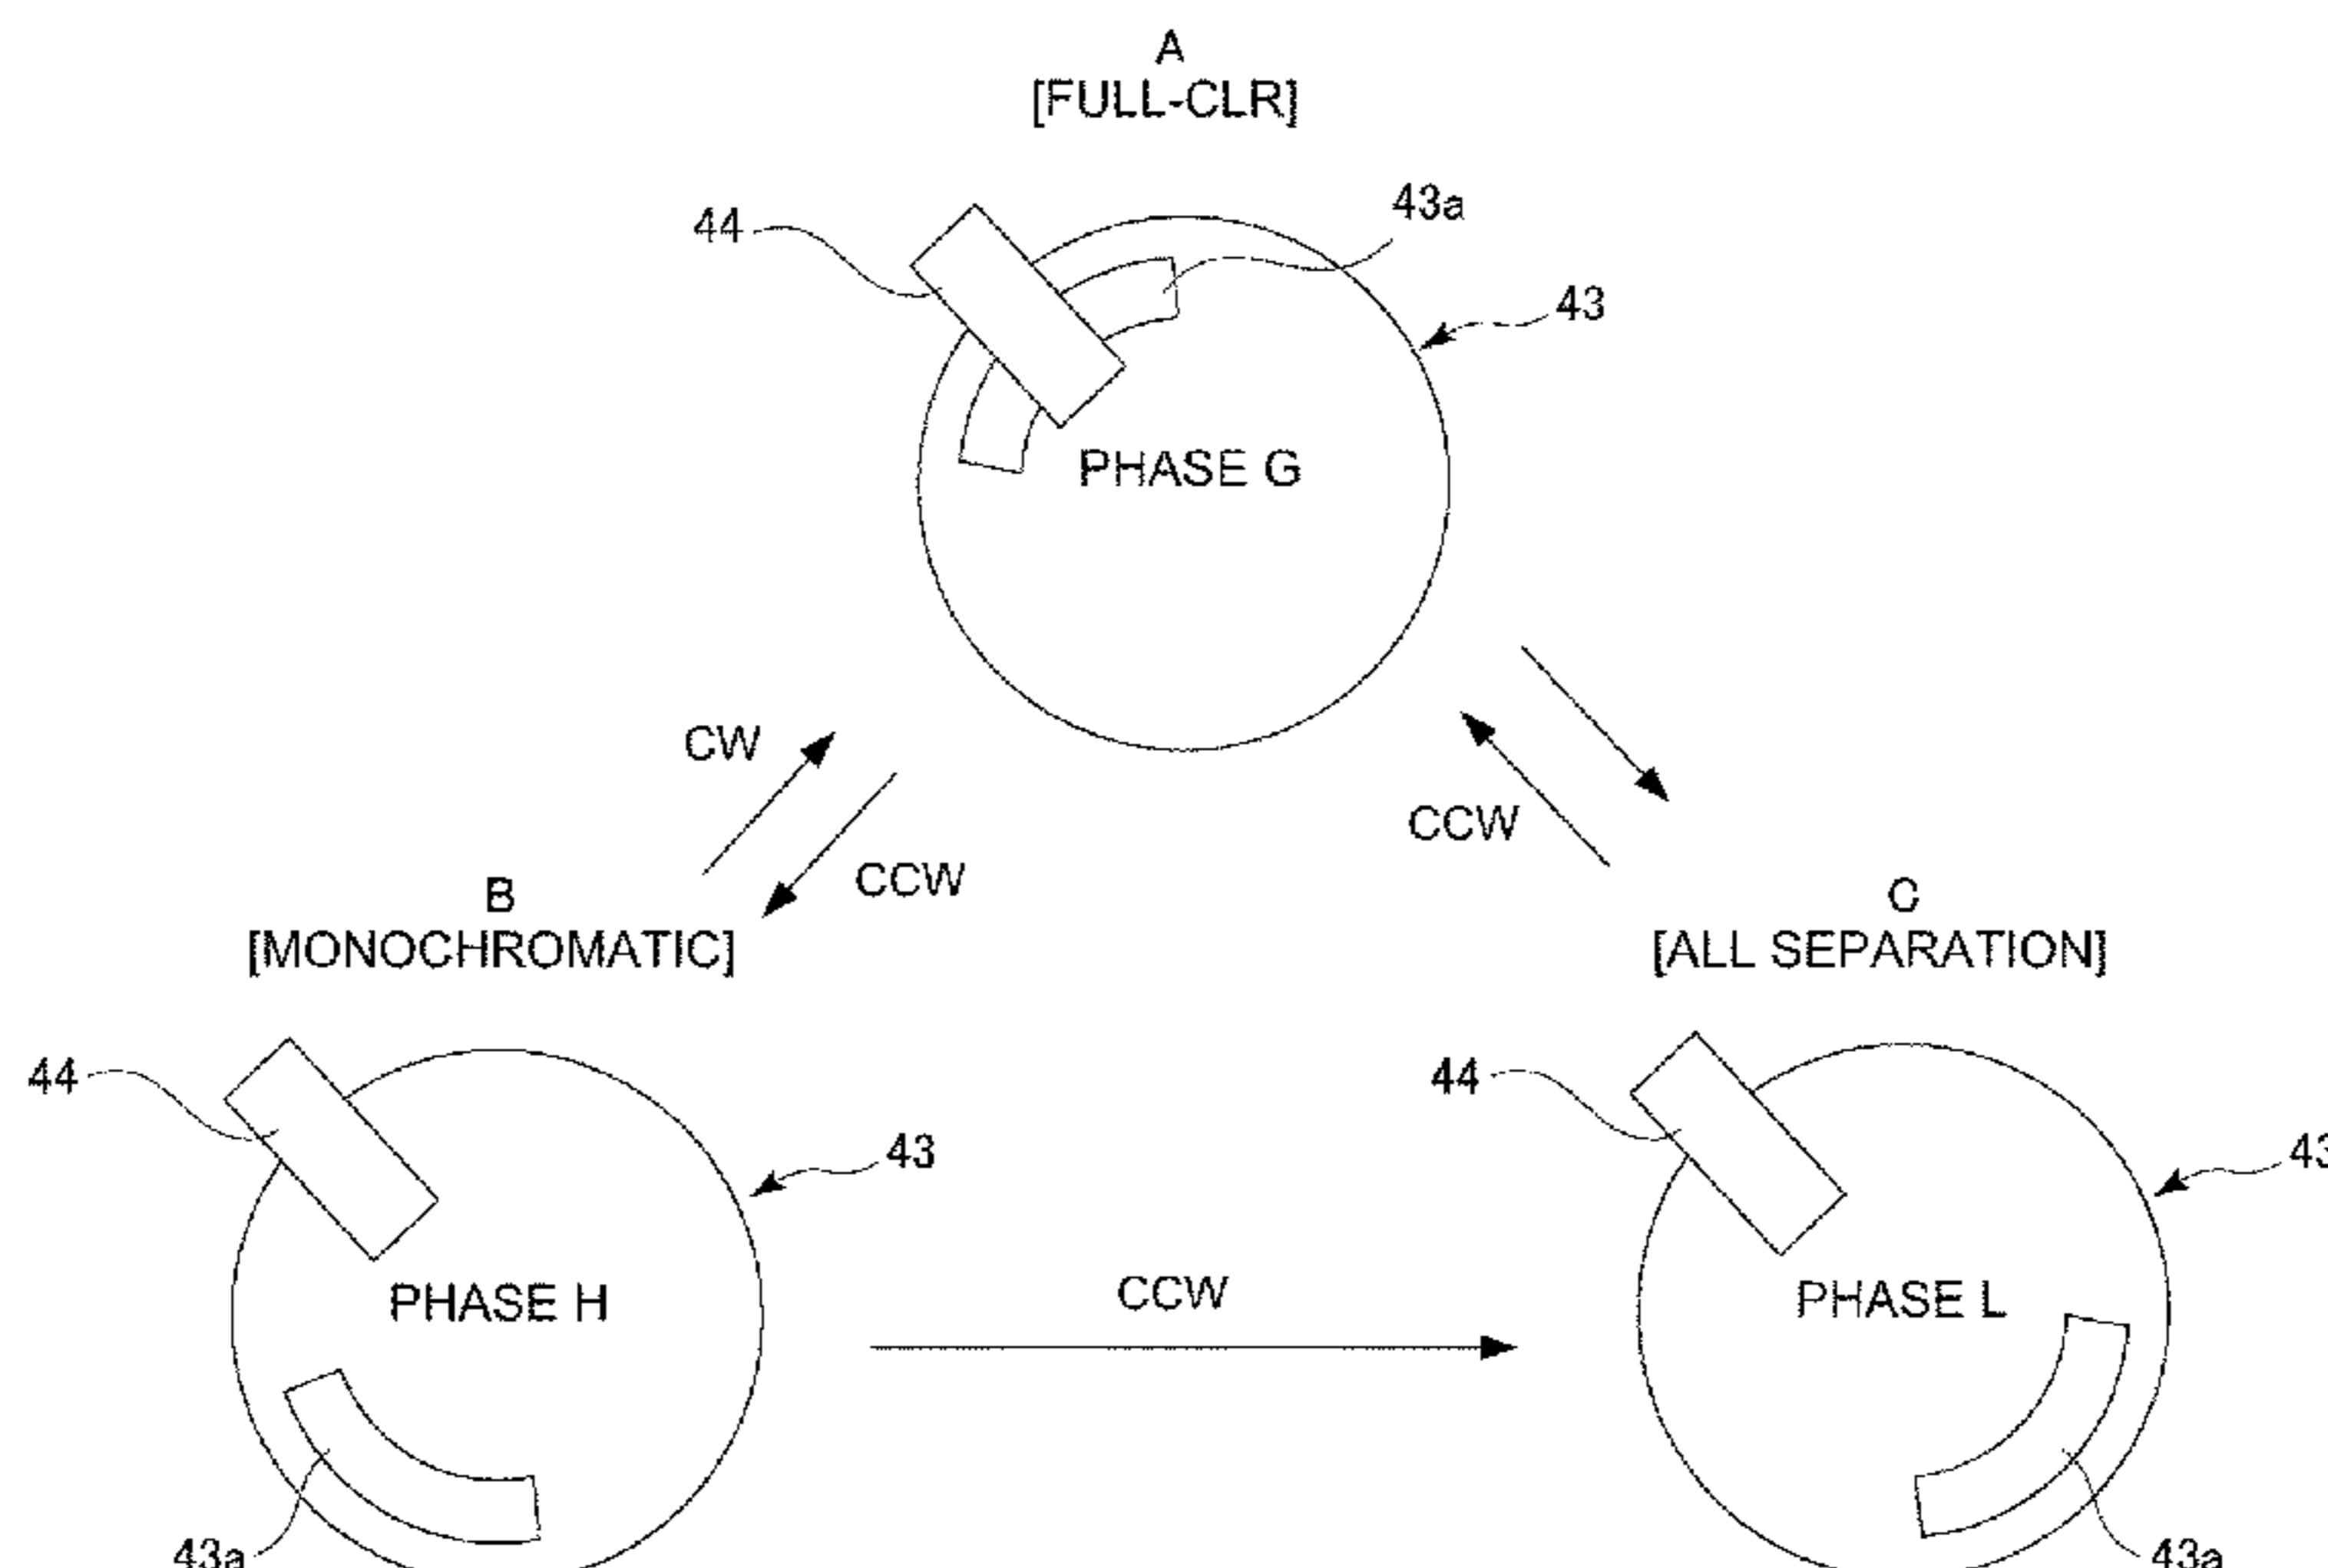 A
[FULL-CLR]
44
43a
43
PHASE G
CW
CCW
CCW
B
[MONOCHROMATIC]
C
[ALL SEPARATION]
44
43
PHASE H
43a
CCW
44
43
PHASE L
43a